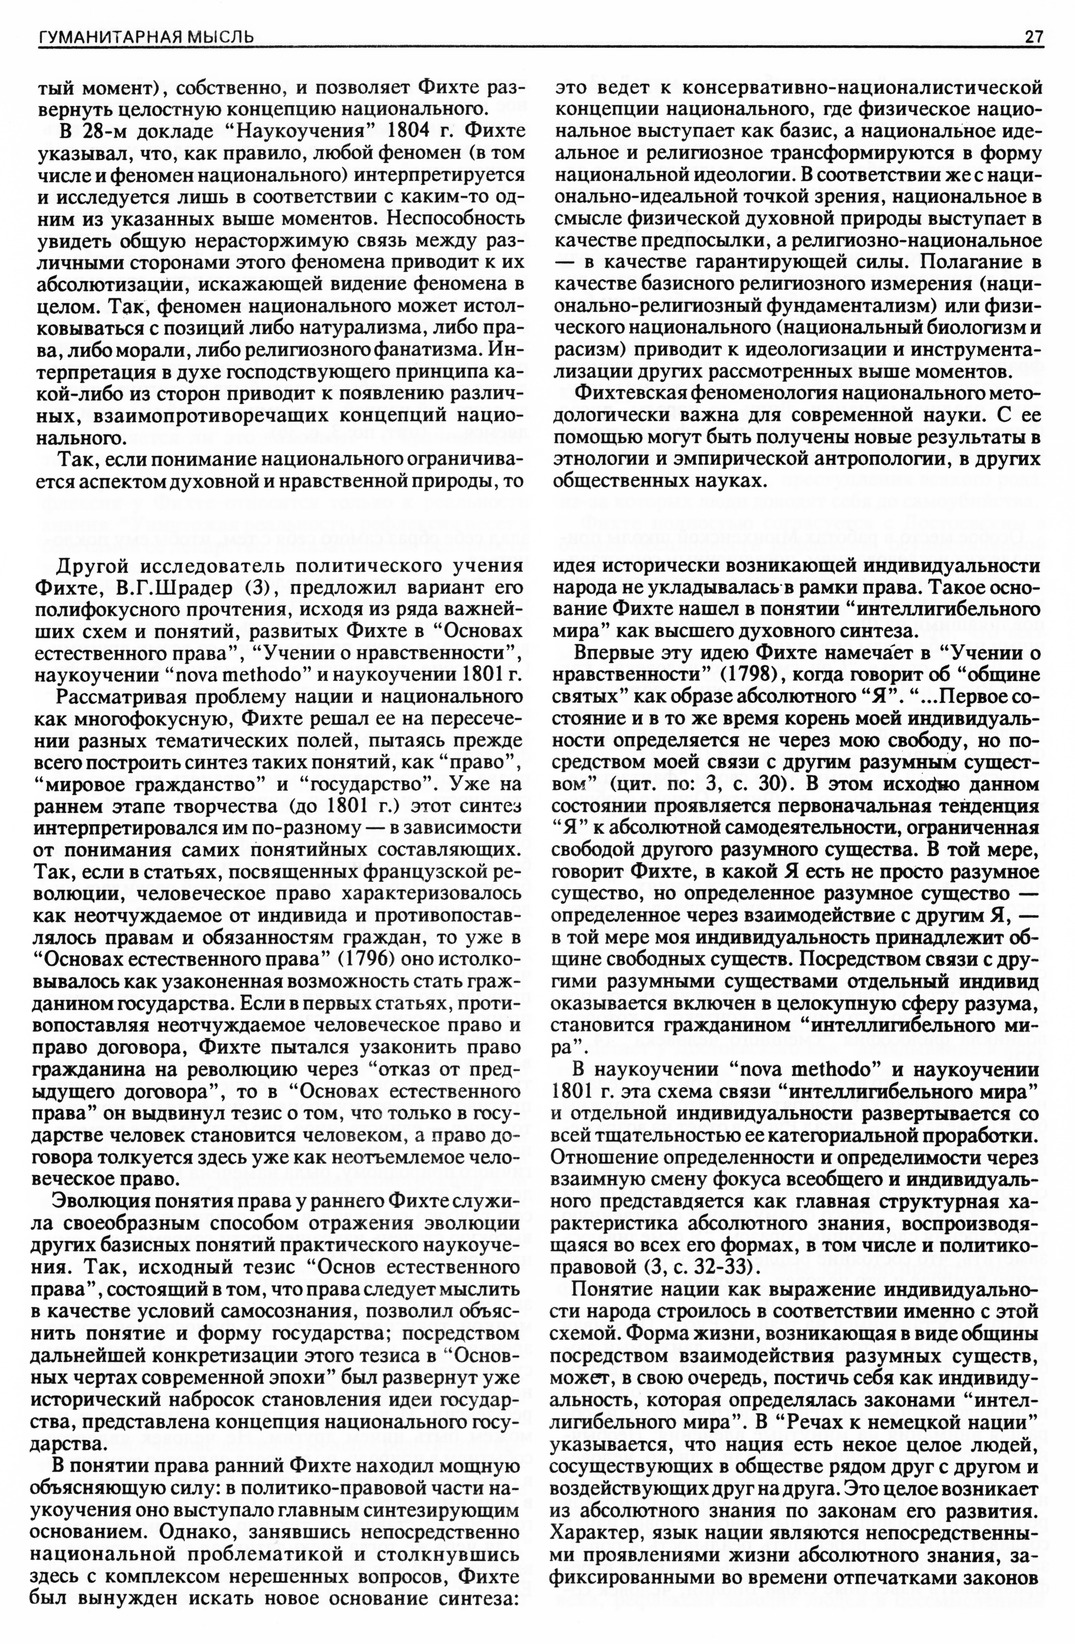 ГУМАНИТАРНАЯ МЫСЛЬ
27
тый момент), собственно, и позволяет Фихте раз-
вернуть целостную концепцию национального.
В 28-м докладе “Наукоучения” 1804 г. Фихте
указывал, что, как правило, любой феномен (в том
числе и феномен национального) интерпретируется
и исследуется лишь в соответствии с каким-то од-
ним из указанных выше моментов. Неспособность
увидеть общую нерасторжимую связь между раз-
личными сторонами этого феномена приводит к их
абсолютизации, искажающей видение феномена в
целом. Так, феномен национального может истол-
ковываться с позиций либо натурализма, либо пра-
ва, либо морали, либо религиозного фанатизма. Ин-
терпретация в духе господствующего принципа ка-
кой-либо из сторон приводит к появлению различ-
ных, взаимопротиворечащих концепций нацио-
нального.
Так, если понимание национального ограничива-
ется аспектом духовной и нравственной природы, то
это ведет к консервативно-националистической
концепции национального, где физическое нацио-
нальное выступает как базис, а национальное иде-
альное и религиозное трансформируются в форму
национальной идеологии. В соответствии же с наци-
онально-идеальной точкой зрения, национальное в
смысле физической духовной природы выступает в
качестве предпосылки, а религиозно-национальное
— в качестве гарантирующей силы. Полагание в
качестве базисного религиозного измерения (наци-
онально-религиозный фундаментализм) или физи-
ческого национального (национальный биологизм и
расизм) приводит к идеологизации и инструмента-
лизации других рассмотренных выше моментов.
Фихтевская феноменология национального мето-
дологически важна для современной науки. С ее
помощью могут быть получены новые результаты в
этнологии и эмпирической антропологии, в других
общественных науках.
Другой исследователь политического учения
Фихте, В.Г.Шрадер (3), предложил вариант его
полифокусного прочтения, исходя из ряда важней-
ших схем и понятий, развитых Фихте в “Основах
естественного права”, “Учении о нравственности”,
наукоучении “nova methodo” и наукоучении 1801 г.
Рассматривая проблему нации и национального
как многофокусную, Фихте решал ее на пересече-
нии разных тематических полей, пытаясь прежде
всего построить синтез таких понятий, как “право”,
“мировое гражданство” и “государство”. Уже на
раннем этапе творчества (до 1801 г.) этот синтез
интерпретировался им по-разному — в зависимости
от понимания самих понятийных составляющих.
Так, если в статьях, посвященных французской ре-
волюции, человеческое право характеризовалось
как неотчуждаемое от индивида и противопостав-
лялось правам и обязанностям граждан, то уже в
“Основах естественного права” (1796) оно истолко-
вывалось как узаконенная возможность стать граж-
данином государства. Если в первых статьях, проти-
вопоставляя неотчуждаемое человеческое право и
право договора, Фихте пытался узаконить право
гражданина на революцию через “отказ от пред-
ыдущего договора”, то в “Основах естественного
права” он выдвинул тезис о том, что только в госу-
дарстве человек становится человеком, а право до-
говора толкуется здесь уже как неотъемлемое чело-
веческое право.
Эволюция понятия права у раннего Фихте служи-
ла своеобразным способом отражения эволюции
других базисных понятий практического наукоуче-
ния. Так, исходный тезис “Основ естественного
права”, состоящий в том, что права следует мыслить
в качестве условий самосознания, позволил объяс-
нить понятие и форму государства; посредством
дальнейшей конкретизации этого тезиса в “Основ-
ных чертах современной эпохи” был развернут уже
исторический набросок становления идеи государ-
ства, представлена концепция национального госу-
дарства.
В понятии права ранний Фихте находил мощную
объясняющую силу: в политико-правовой части на-
укоучения оно выступало главным синтезирующим
основанием. Однако, занявшись непосредственно
национальной проблематикой и столкнувшись
здесь с комплексом нерешенных вопросов, Фихте
был вынужден искать новое основание синтеза:
идея исторически возникающей индивидуальности
народа не укладывалась в рамки права. Такое осно-
вание Фихте нашел в понятии “интеллигибельного
мира” как высшего духовного синтеза.
Впервые эту идею Фихте намечает в “Учении о
нравственности” (1798), когда говорит об “общине
святых” как образе абсолютного “Я”. “...Первое со-
стояние и в то же время корень моей индивидуаль-
ности определяется не через мою свободу, но по-
средством моей связи с другим разумным сущест-
вом” (цит. по: 3, с. 30). В этом исходно данном
состоянии проявляется первоначальная тенденция
“Я” к абсолютной самодеятельности, ограниченная
свободой другого разумного существа. В той мере,
говорит Фихте, в какой Я есть не просто разумное
существо, но определенное разумное существо —
определенное через взаимодействие с другим Я, —
в той мере моя индивидуальность принадлежит об-
щине свободных существ. Посредством связи с дру-
гими разумными существами отдельный индивид
оказывается включен в целокупную сферу разума,
становится гражданином “интеллигибельного ми-
ра”.
В наукоучении “nova methodo” и наукоучении
1801 г. эта схема связи “интеллигибельного мира”
и отдельной индивидуальности развертывается со
всей тщательностью ее категориальной проработки.
Отношение определенности и определимости через
взаимную смену фокуса всеобщего и индивидуаль-
ного представдяется как главная структурная ха-
рактеристика абсолютного знания, воспроизводя-
щаяся во всех его формах, в том числе и политико-
правовой (3, с. 32-33).
Понятие нации как выражение индивидуально-
сти народа строилось в соответствии именно с этой
схемой. Форма жизни, возникающая в виде общины
посредством взаимодействия разумных существ,
может, в свою очередь, постичь себя как индивиду-
альность, которая определялась законами “интел-
лигибельного мира”. В “Речах к немецкой нации”
указывается, что нация есть некое целое людей,
сосуществующих в обществе рядом друг с другом и
воздействующих друг на друга. Это целое возникает
из абсолютного знания по законам его развития.
Характер, язык нации являются непосредственны-
ми проявлениями жизни абсолютного знания, за-
фиксированными во времени отпечатками законов